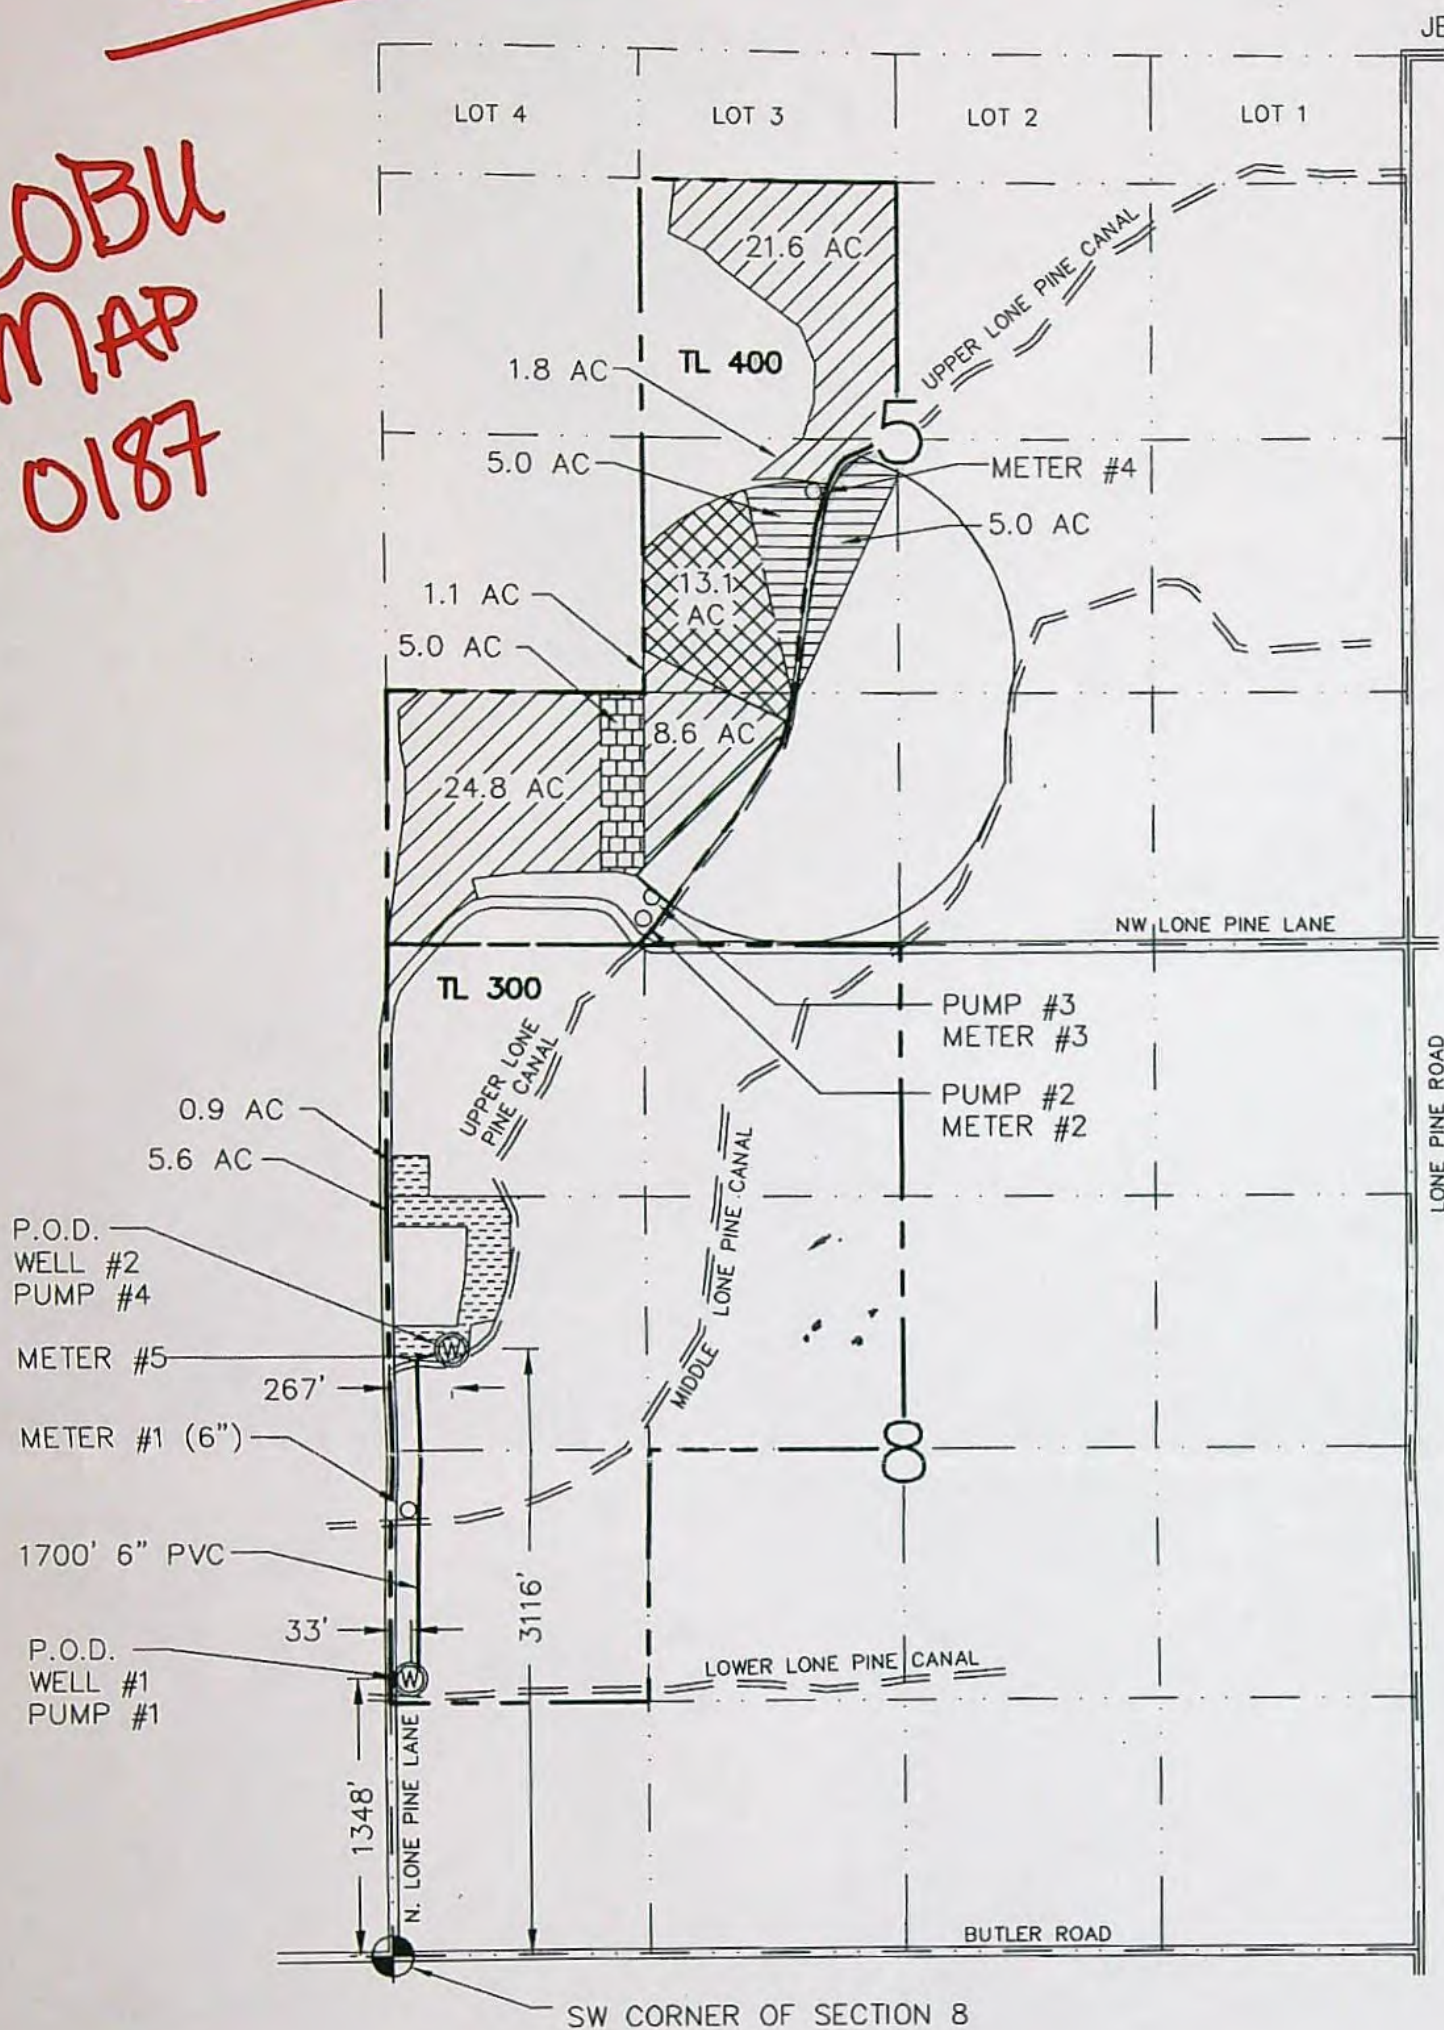 JE
LOT 4
LOT 3
LOT 2
LOT 1
COBU
MAP
0187
21.6 AC
UPPER LONE PINE CANAL
TL 400
1.8 AC
5
5.0 AC
METER #4
5.0 AC
13.1
AC
1.1 AC
5.0 AC
8.6 AC
24.8 AC
NW LONE PINE LANE
TL 300
UPPER LONE
PINE CANAL
PUMP #3
METER #3
PUMP #2
METER #2
LONE PINE ROAD
0.9 AC
5.6 AC
MIDDLE LONE PINE CANAL
P.O.D.
WELL #2
PUMP #4
W
METER #5
267'
METER #1 (6")
8
1700' 6" PVC
3116'
33'
P.O.D.
WELL #1
PUMP #1
W
LOWER LONE PINE CANAL
1348'
N. LONE PINE LANE
BUTLER ROAD
SW CORNER OF SECTION 8